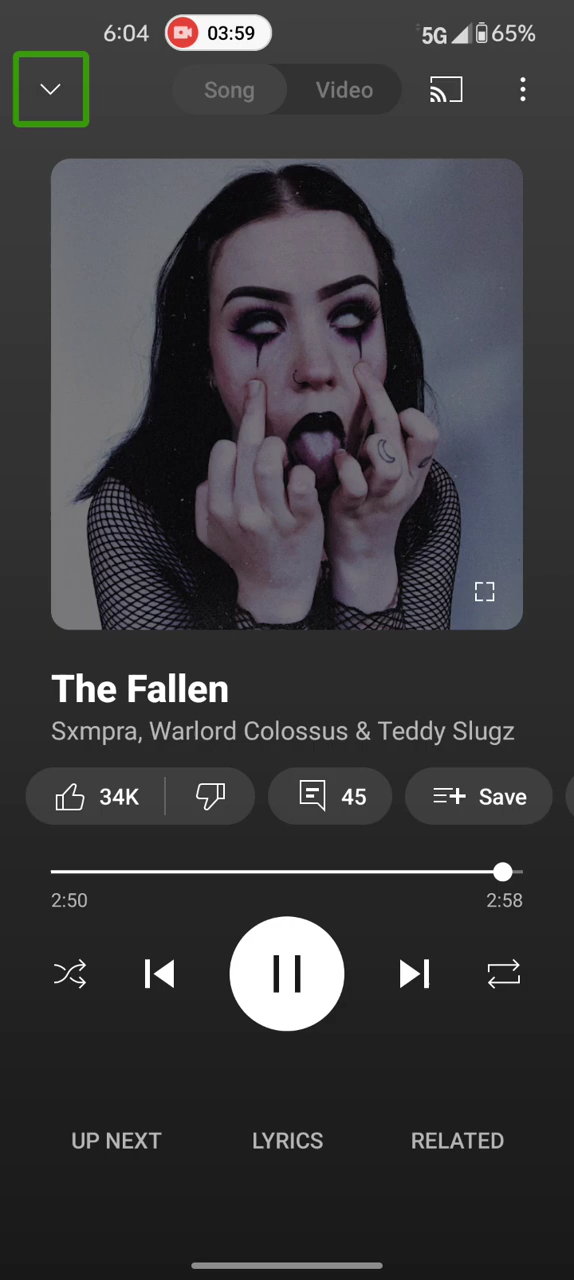 6:04 03:59 5G 65%
Song Video
The Fallen
Sxmpra, Warlord Colossus & Teddy Slugz
34K 45 Save
2:50 2:58
UP NEXT LYRICS RELATED